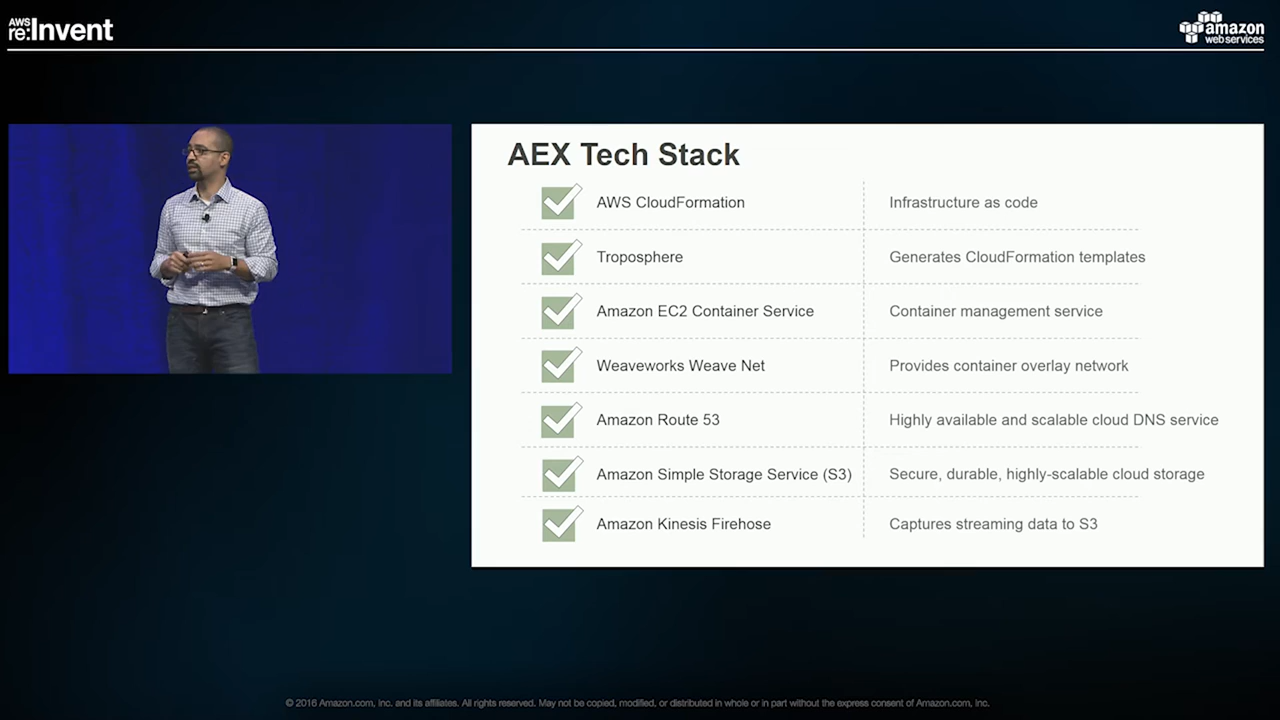 AWS
re:Invent
amazon
web services
AEX Tech Stack
AWS CloudFormation
Infrastructure as code
Troposphere
Generates CloudFormation templates
Amazon EC2 Container Service
Container management service
Weaveworks Weave Net
Provides container overlay network
Amazon Route 53
Highly available and scalable cloud DNS service
Amazon Simple Storage Service (S3)
Secure, durable, highly-scalable cloud storage
Amazon Kinesis Firehose
Captures streaming data to S3
© 2016 Amazon.com, Inc. and its affiliates. All rights reserved. May not be copied, modified, or distributed in whole or in part without the express consent of Amazon.com, Inc.